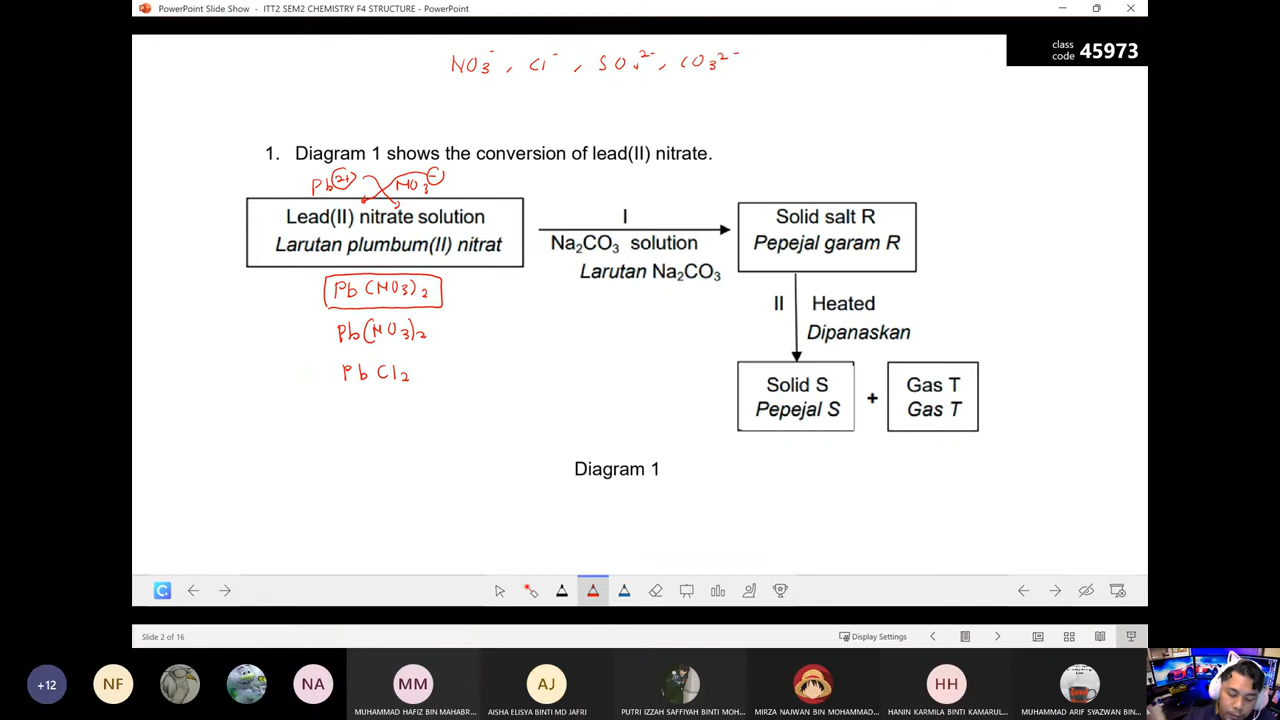 PowerPoint Slide Show - ITT2 SEM2 CHEMISTRY F4 STRUCTURE - PowerPoint
class
code 45973
NO3⁻, Cl⁻, SO4²⁻, CO3²⁻
1. Diagram 1 shows the conversion of lead(II) nitrate.
Pb 2+ NO3 -
Lead(II) nitrate solution
Larutan plumbum(II) nitrat
I
Na₂CO₃ solution
Larutan Na₂CO₃
Solid salt R
Pepejal garam R
Pb(NO3)2
Pb(NO3)2
PbCl2
II Heated
Dipanaskan
Solid S
Pepejal S
+
Gas T
Gas T
Diagram 1
Slide 2 of 16
Display Settings
+12
NF
NA
MM
AJ
HH
MUHAMMAD HAFIZ BIN MAHABR...
AISHA ELISYA BINTI MD JAFRI
PUTRI IZZAH SAFFIYAH BINTI MOH...
MIRZA NAJWAN BIN MOHAMMAD...
HANIN KARMILA BINTI KAMARUL...
MUHAMMAD ARIF SYAZWAN BIN...